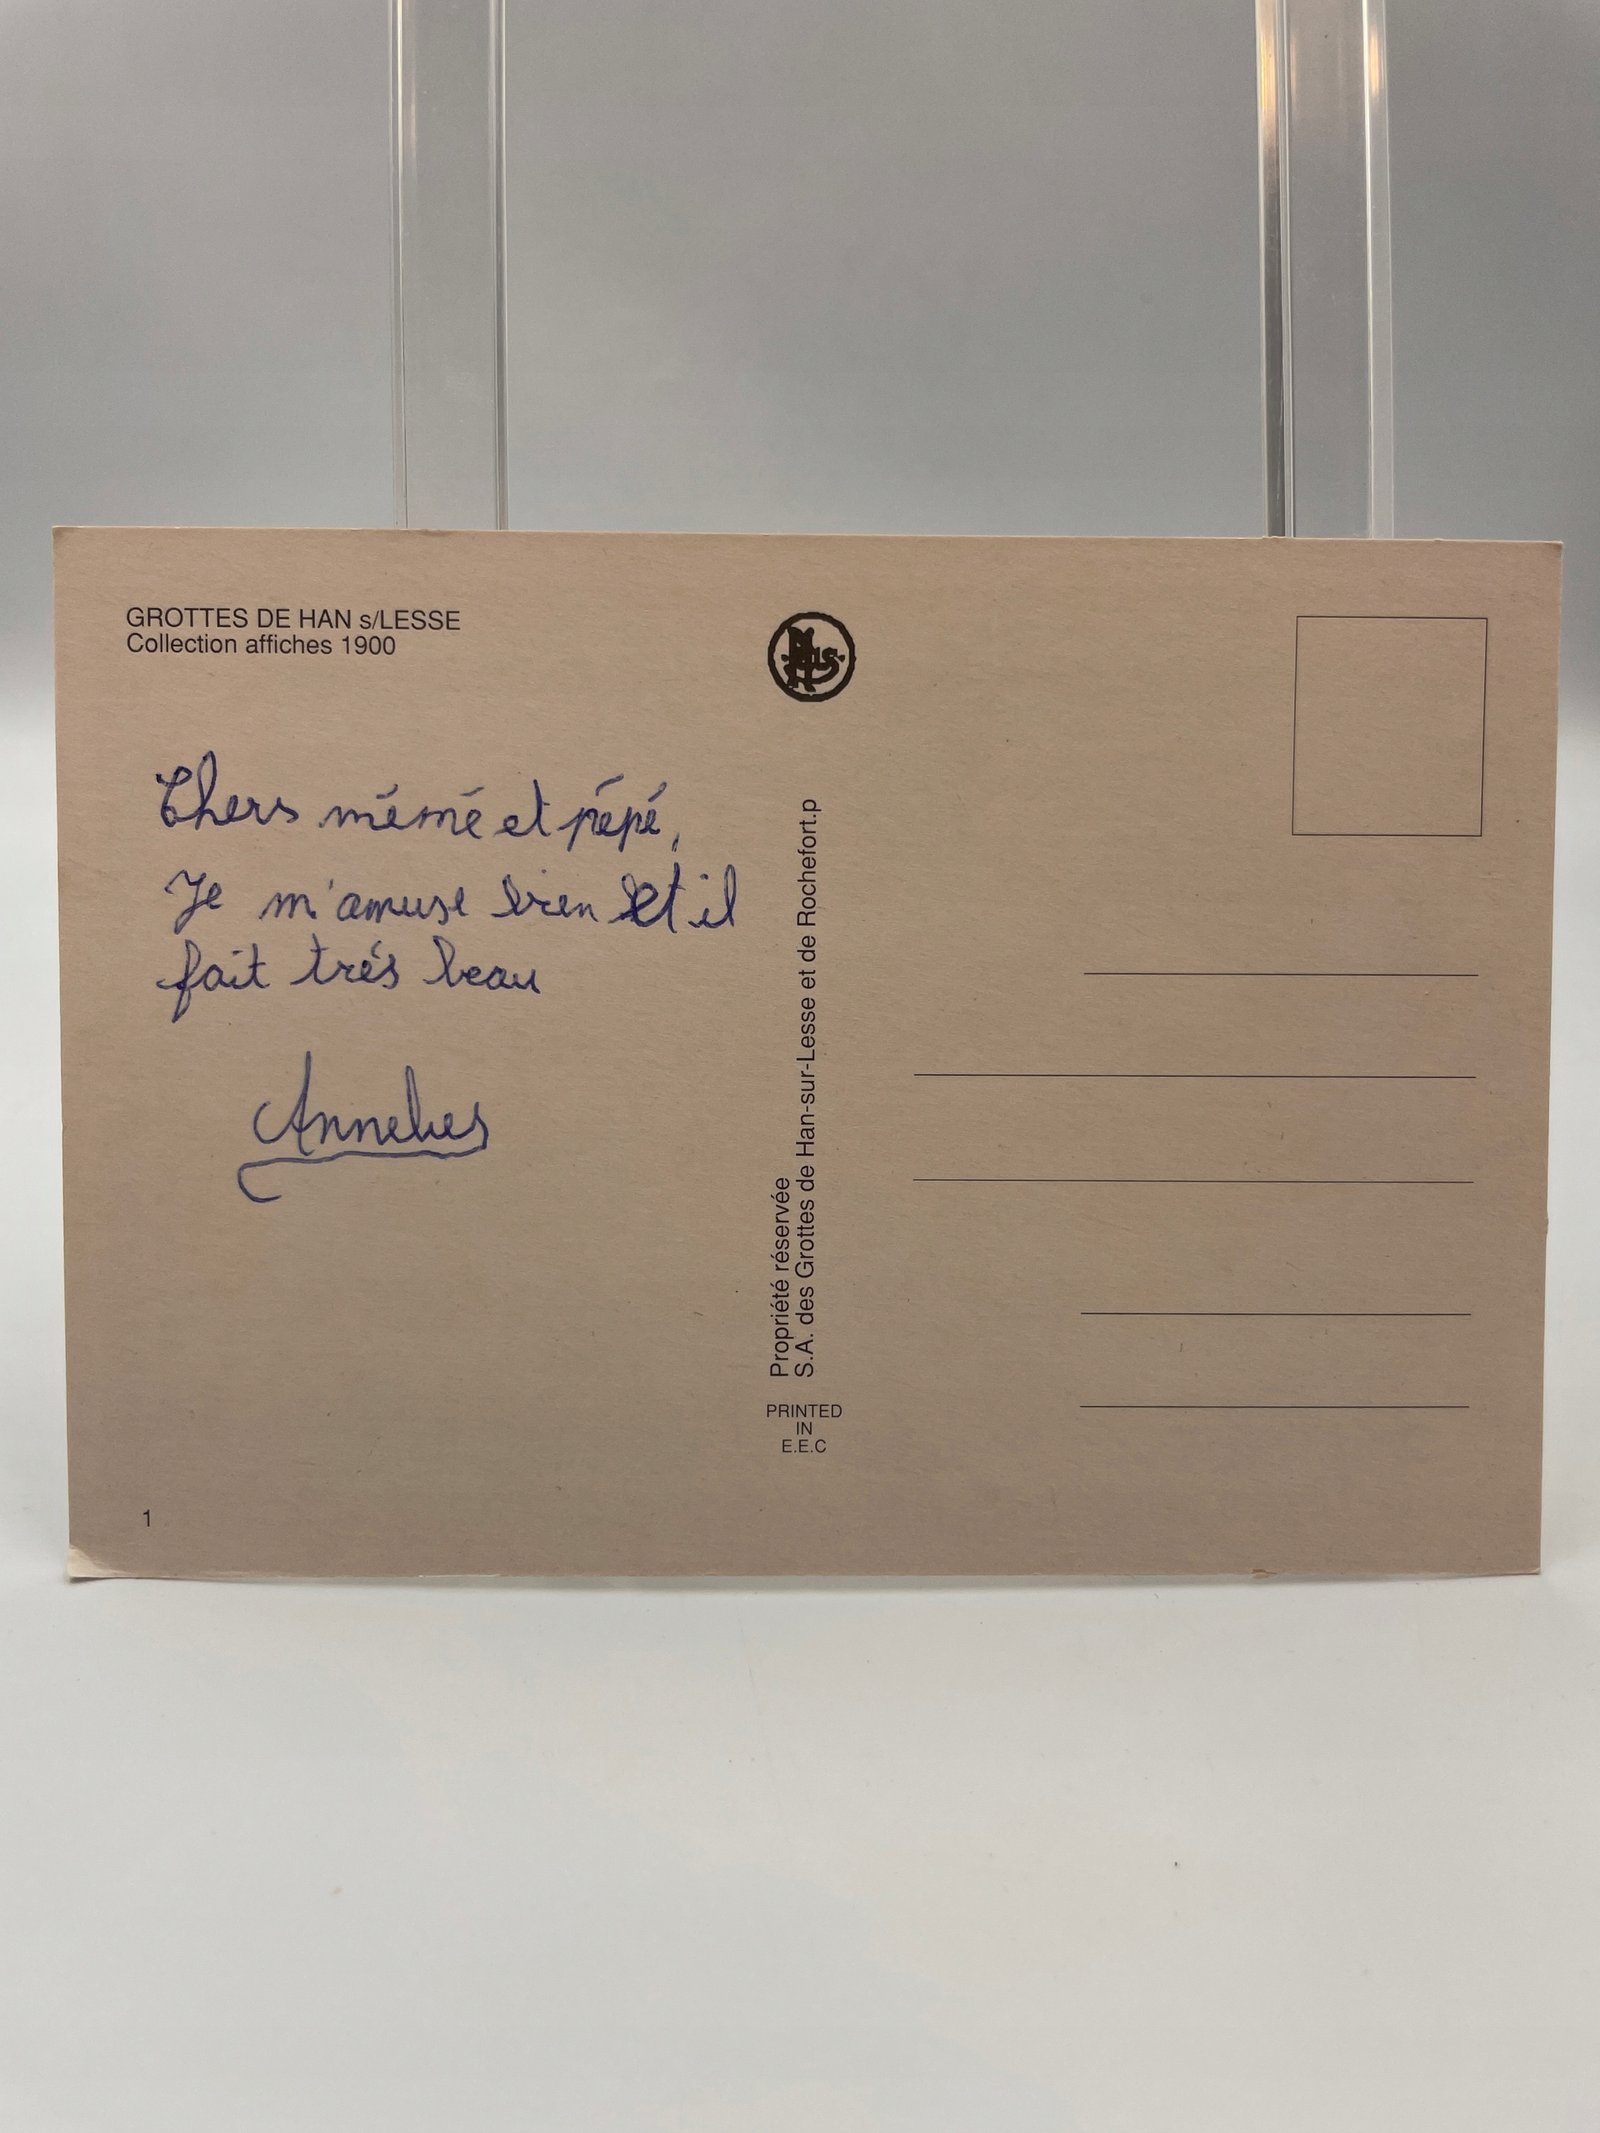 GROTTES DE HAN s/LESSE
Collection affiches 1900
Chers mémé et pépé,
Je m'amuse bien et il
fait trés beau
Annelies
1
Propriété réservée
S.A. des Grottes de Han-sur-Lesse et de Rochefort.p
PRINTED
IN
E.E.C